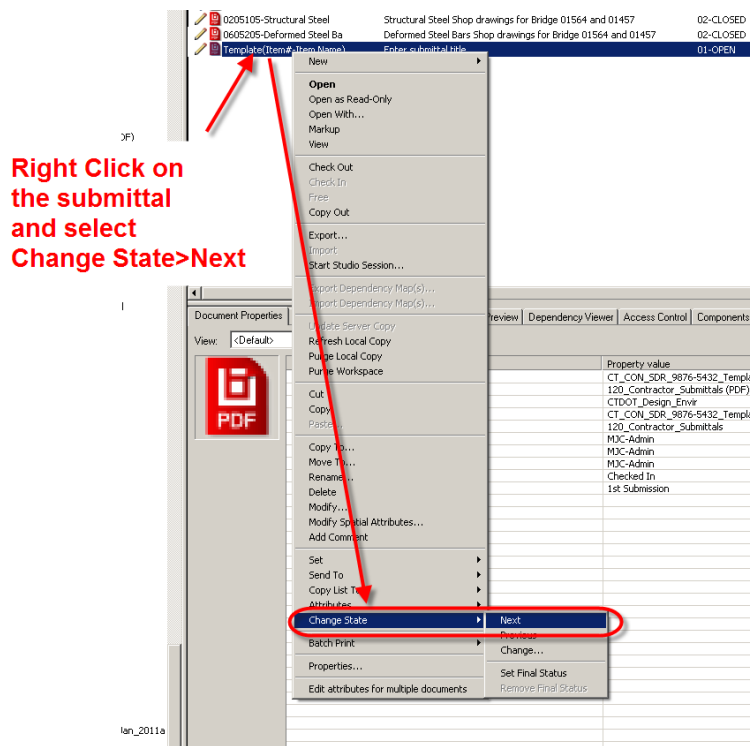 0205105-Structural Steel Structural Steel Shop drawings for Bridge 01564 and 01457 02-CLOSED
0605205-Deformed Steel Ba Deformed Steel Bars Shop drawings for Bridge 01564 and 01457 02-CLOSED
Template(Item#-Item Name) Enter submittal title 01-OPEN
New
Open
Open as Read-Only
Open With...
Markup
View
Check Out
Check In
Free
Copy Out
Export...
Import
Start Studio Session...
Export Dependency Map(s)...
Import Dependency Map(s)...
Update Server Copy
Refresh Local Copy
Purge Local Copy
Purge Workspace
Cut
Copy
Paste...
Copy To...
Move To...
Rename...
Delete
Modify...
Modify Spatial Attributes...
Add Comment
Set
Send To
Copy List To
Attributes
Change State
Batch Print
Properties...
Edit attributes for multiple documents
Next
Previous
Change...
Set Final Status
Remove Final Status
DF)
Right Click on
the submittal
and select
Change State>Next
Document Properties Preview Dependency Viewer Access Control Components
View: <Default>
PDF
Property value
CT_CON_SDR_9876-5432_Templa
120_Contractor_Submittals (PDF)
CTDOT_Design_Envir
CT_CON_SDR_9876-5432_Templa
120_Contractor_Submittals
MJC-Admin
MJC-Admin
MJC-Admin
Checked In
1st Submission
Jan_2011a